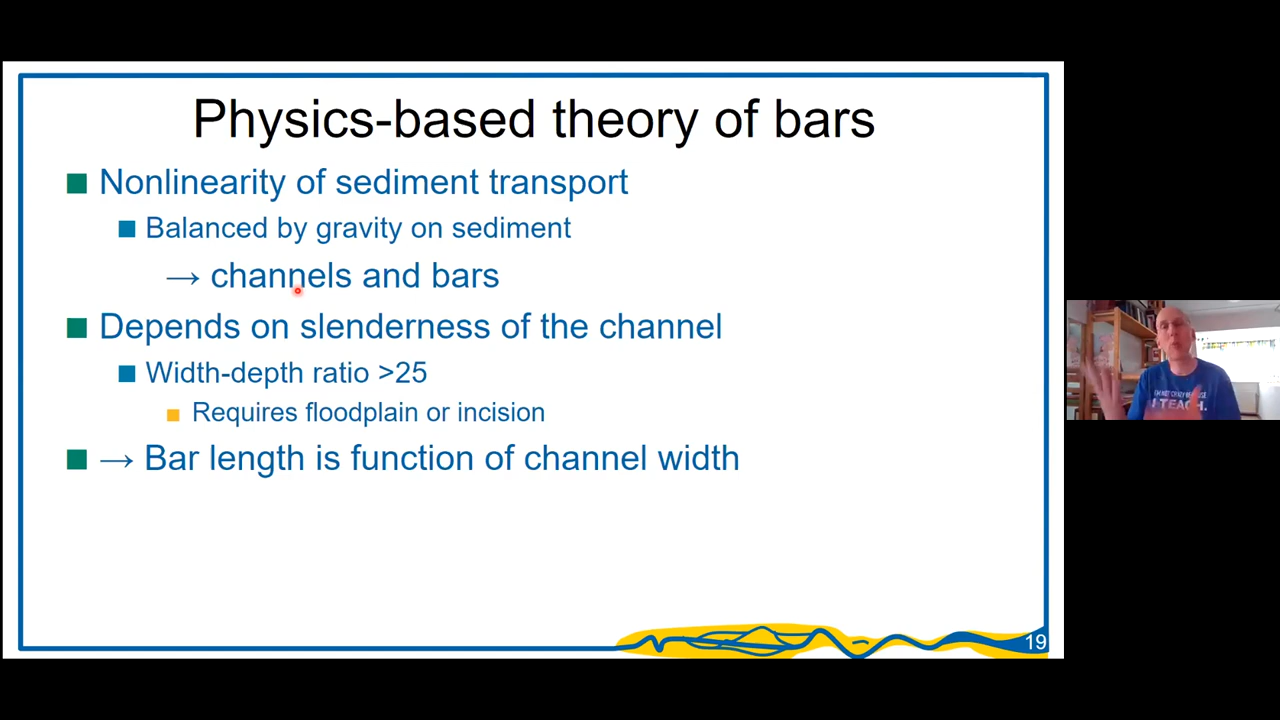 Physics-based theory of bars
Nonlinearity of sediment transport
Balanced by gravity on sediment
→ channels and bars
Depends on slenderness of the channel
Width-depth ratio >25
Requires floodplain or incision
→ Bar length is function of channel width
19
I TEACH.